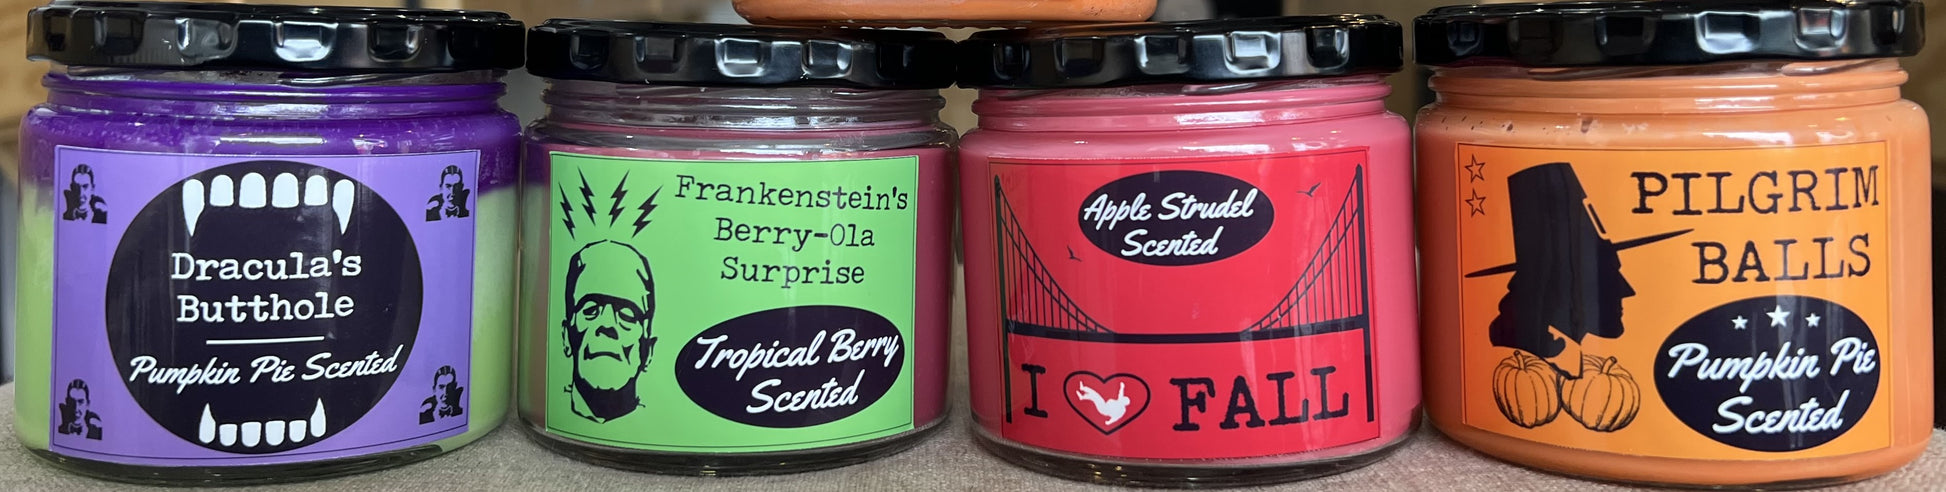 Dracula's
Butthole
Pumpkin Pie Scented
Frankenstein's
Berry-Ola
Surprise
Tropical Berry
Scented
Apple Strudel
Scented
I FALL
PILGRIM
BALLS
Pumpkin Pie
Scented